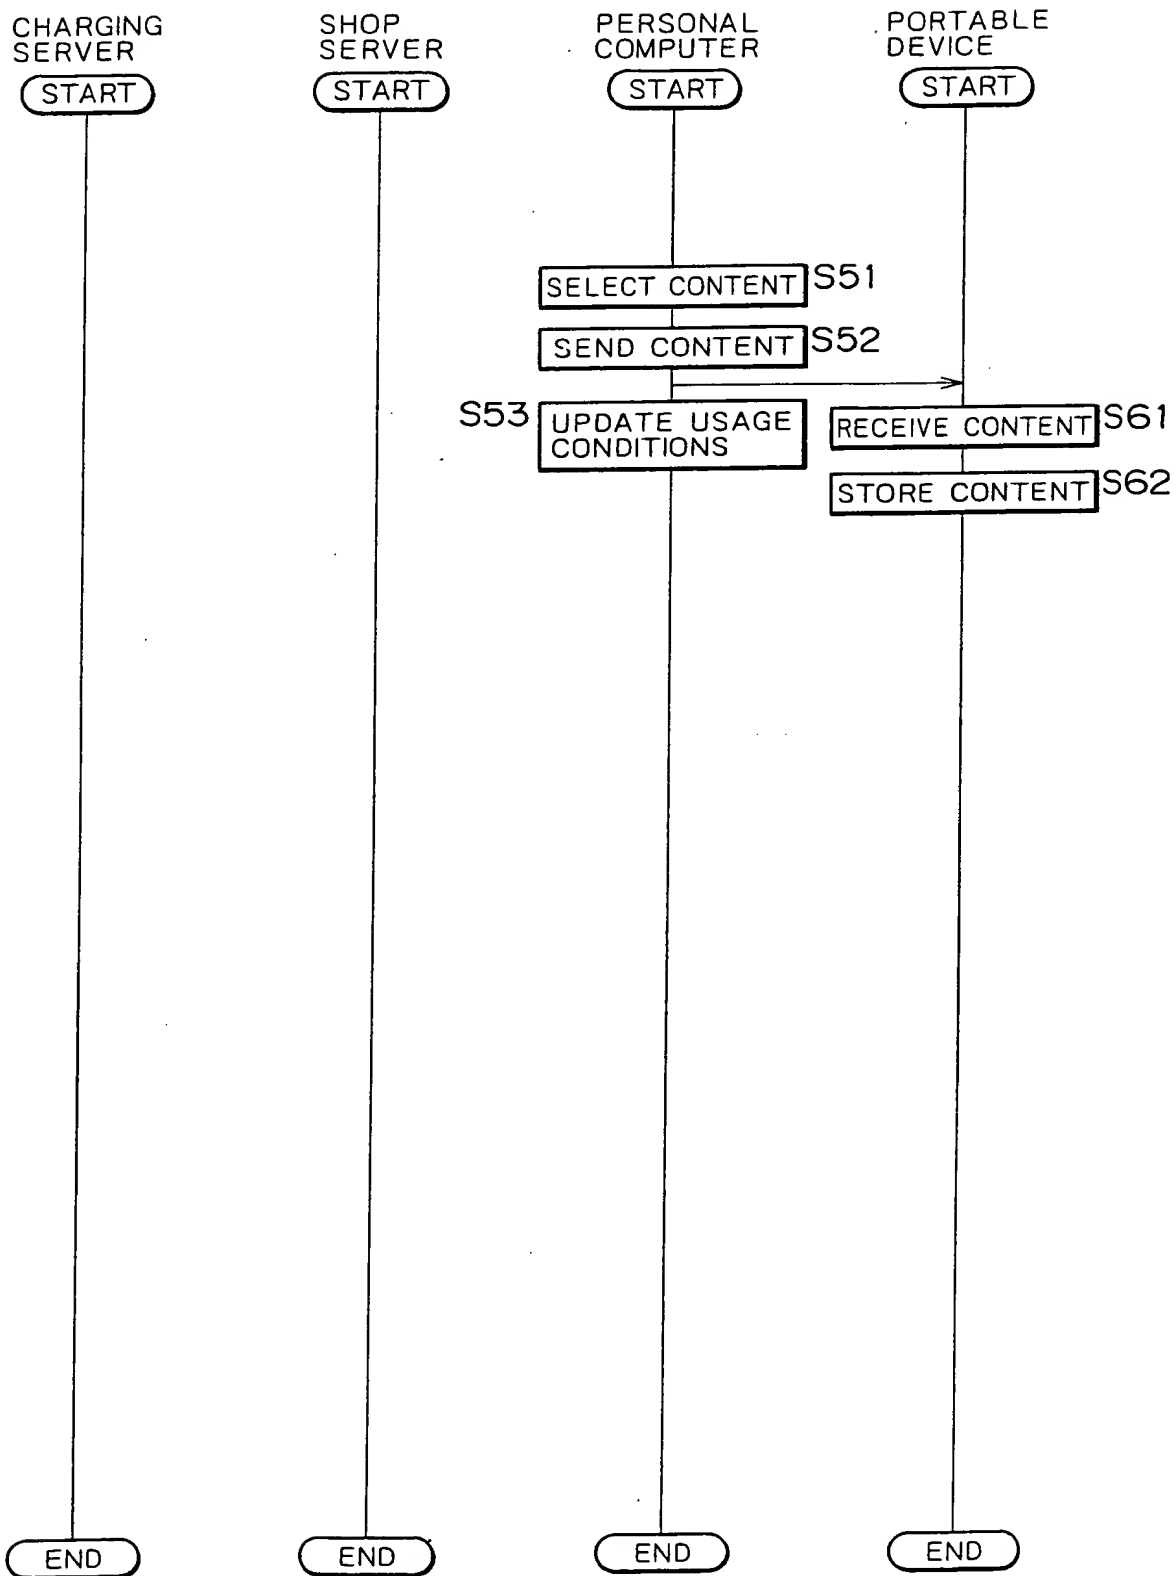 CHARGING
SERVER
SHOP
SERVER
PERSONAL
COMPUTER
PORTABLE
DEVICE
START
START
START
START
SELECT CONTENT
S51
SEND CONTENT
S52
S53
UPDATE USAGE
CONDITIONS
RECEIVE CONTENT
S61
STORE CONTENT
S62
END
END
END
END